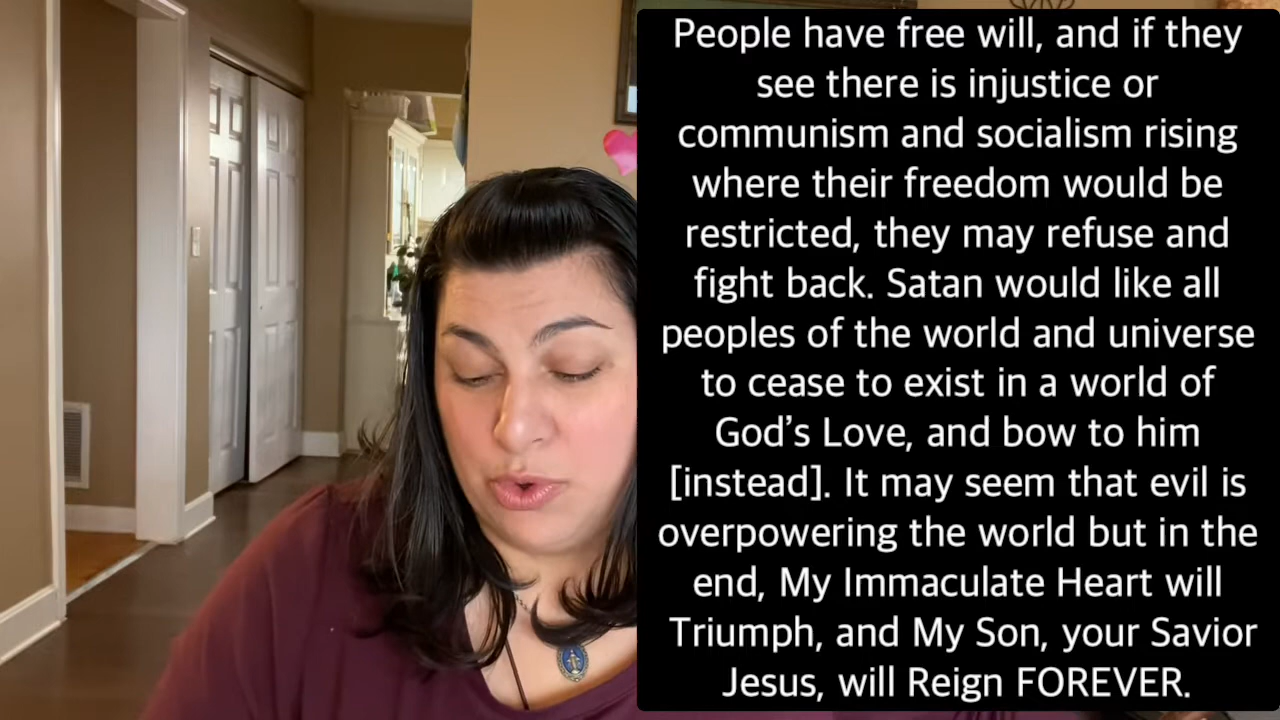 People have free will, and if they
see there is injustice or
communism and socialism rising
where their freedom would be
restricted, they may refuse and
fight back. Satan would like all
peoples of the world and universe
to cease to exist in a world of
God’s Love, and bow to him
[instead]. It may seem that evil is
overpowering the world but in the
end, My Immaculate Heart will
Triumph, and My Son, your Savior
Jesus, will Reign FOREVER.